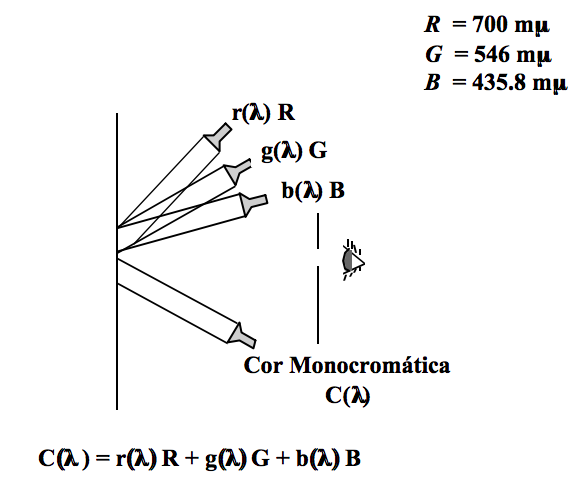 R = 700 mμ
G = 546 mμ
B = 435.8 mμ
r(λ) R
g(λ) G
b(λ) B
Cor Monocromática
C(λ)
C(λ) = r(λ) R + g(λ) G + b(λ) B